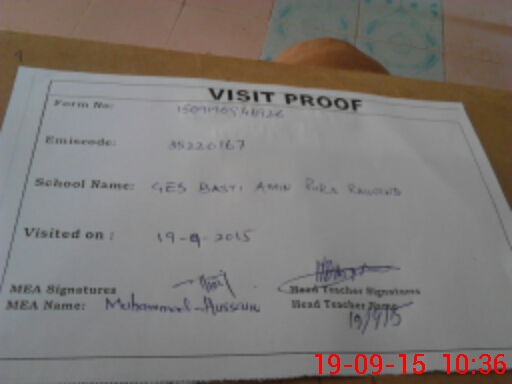 VISIT PROOF
Form No:
Emiscode: 35220167
School Name: GES BASTI AMIN PURA RAIWIND
Visited on : 19-9-2015
MEA Signatures Head Teacher Signatures
MEA Name: Muhammad Hussain Head Teacher Name
19/9/15
19-09-15 10:36